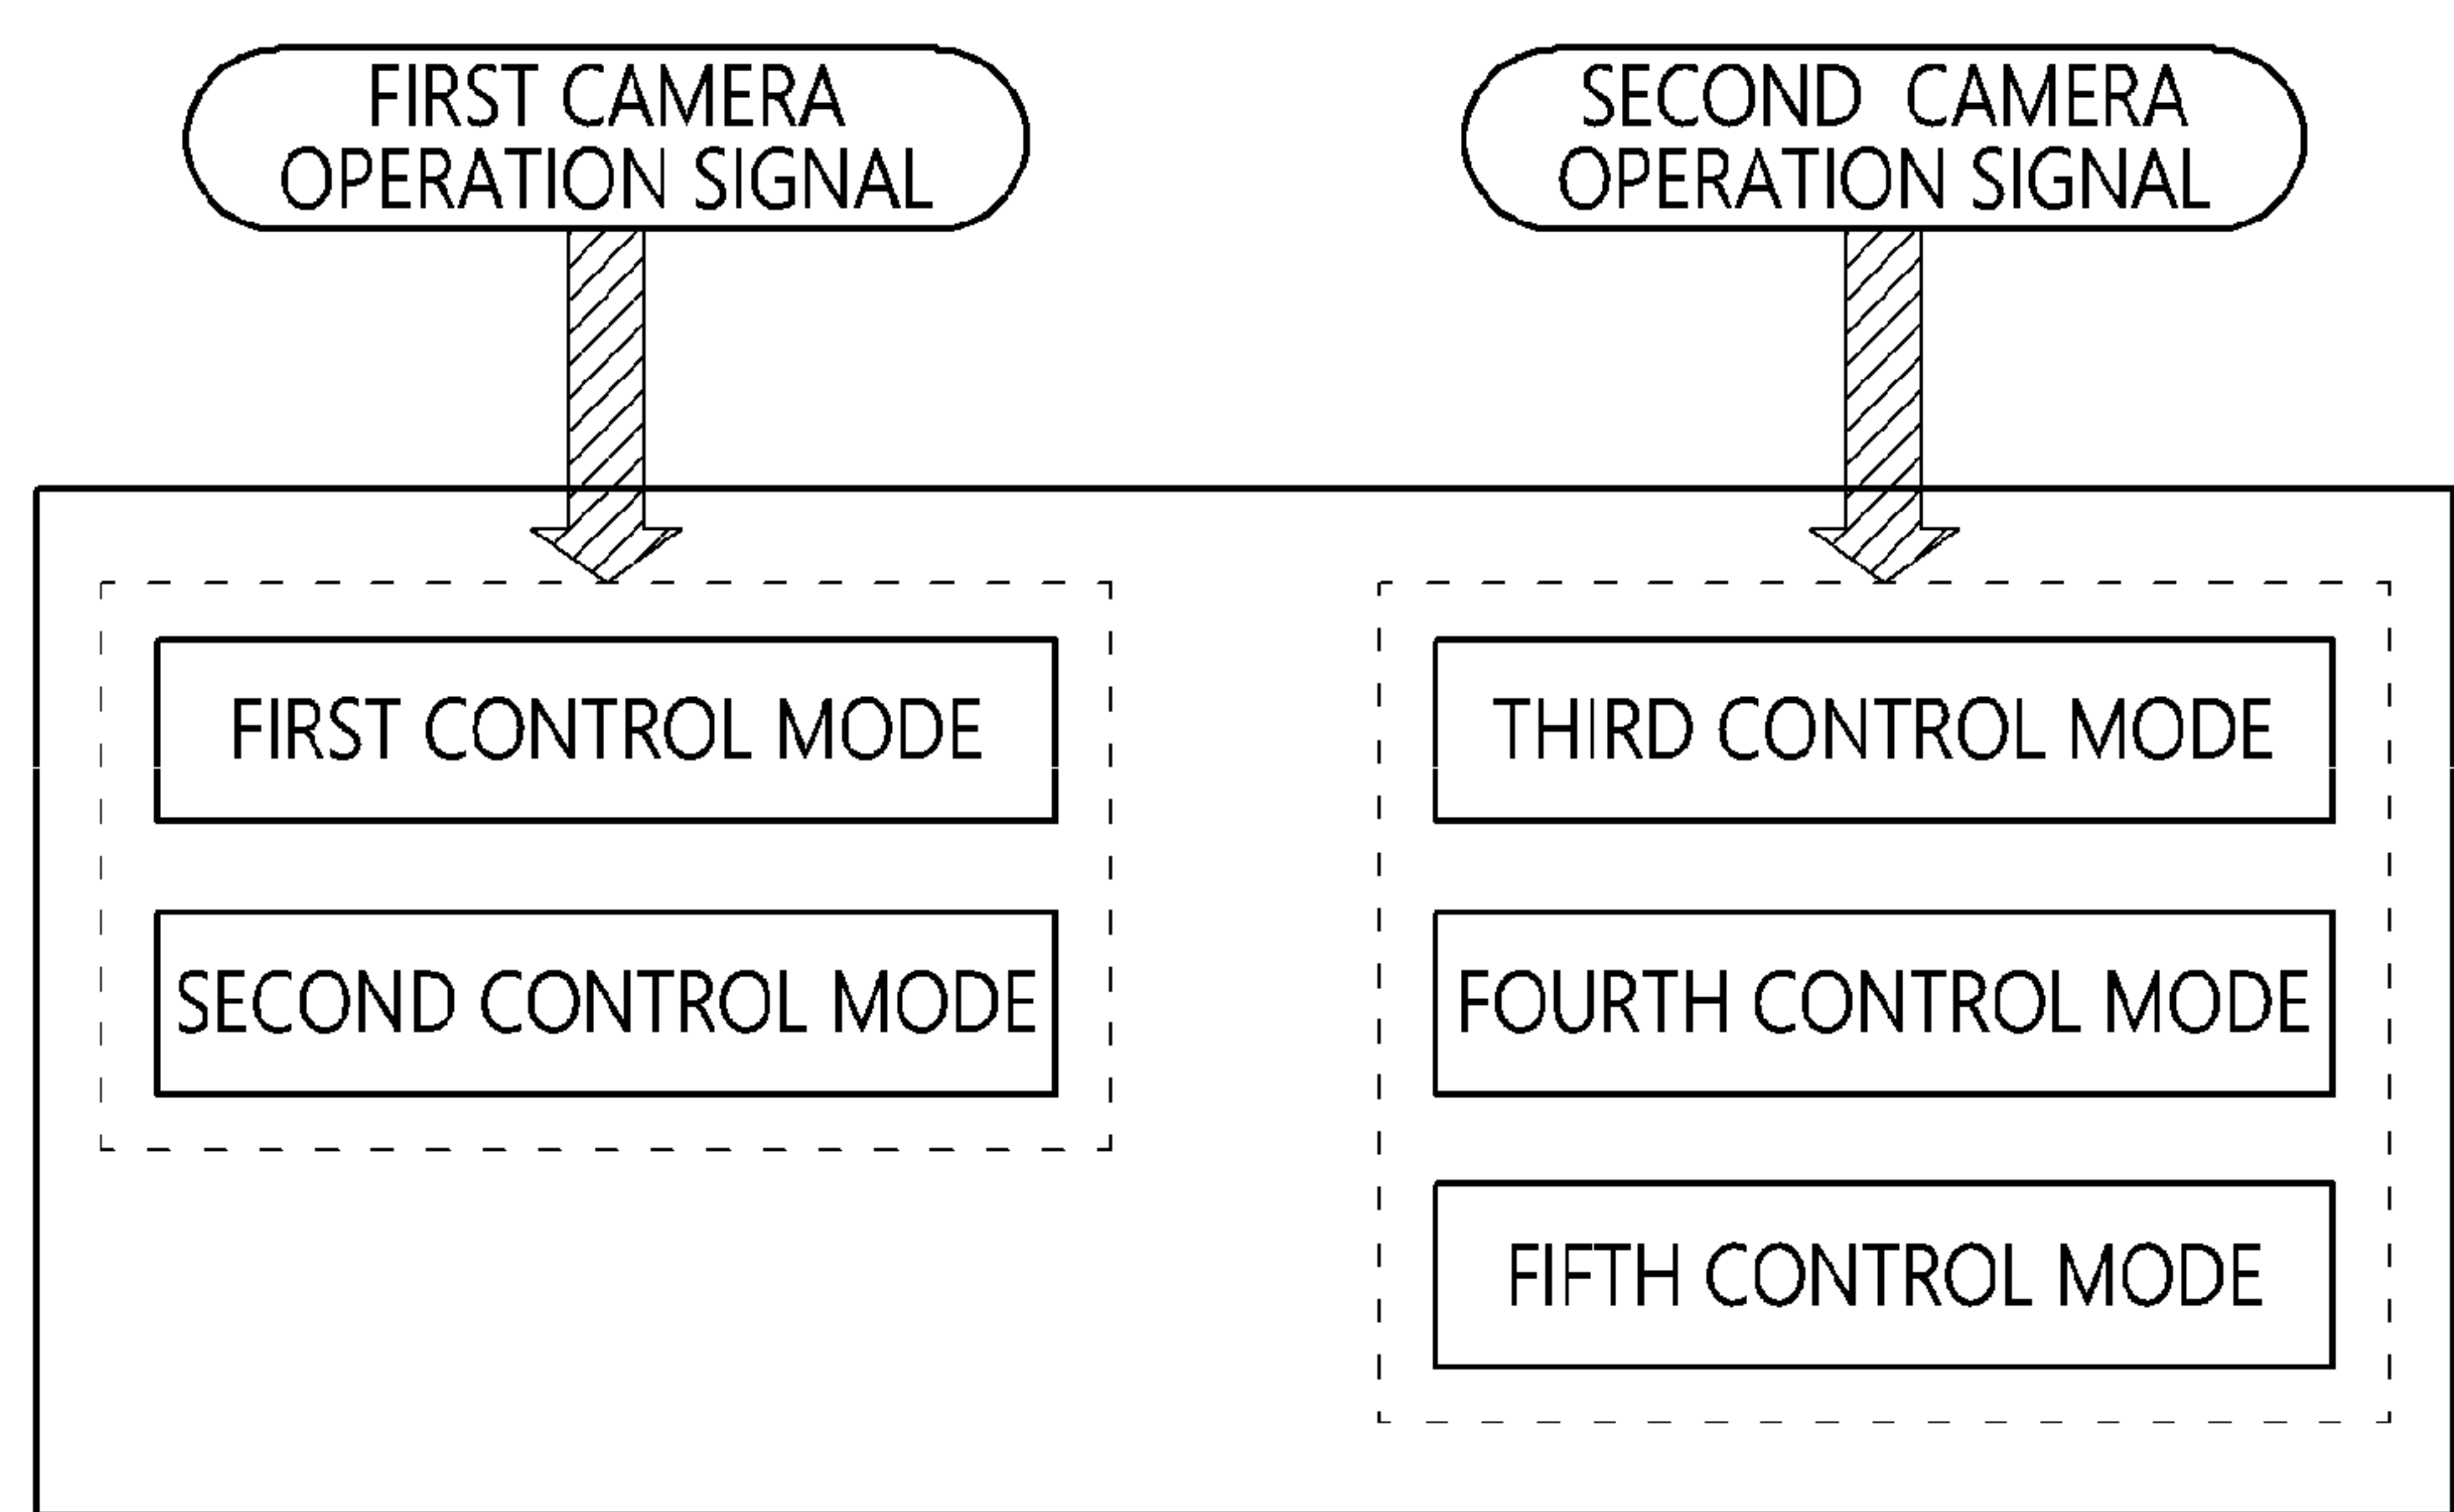 FIRST CAMERA
OPERATION SIGNAL
SECOND CAMERA
OPERATION SIGNAL
FIRST CONTROL MODE
SECOND CONTROL MODE
THIRD CONTROL MODE
FOURTH CONTROL MODE
FIFTH CONTROL MODE